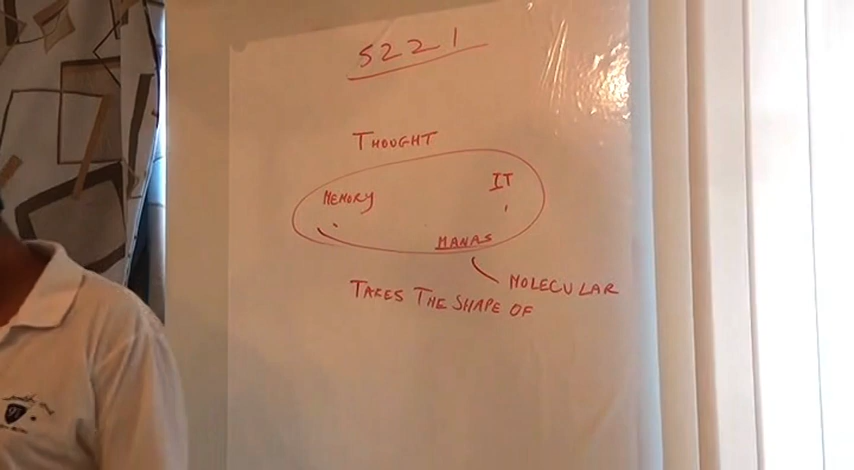 5221
THOUGHT
IT
MEMORY
MANAS
MOLECULAR
TAKES THE SHAPE OF